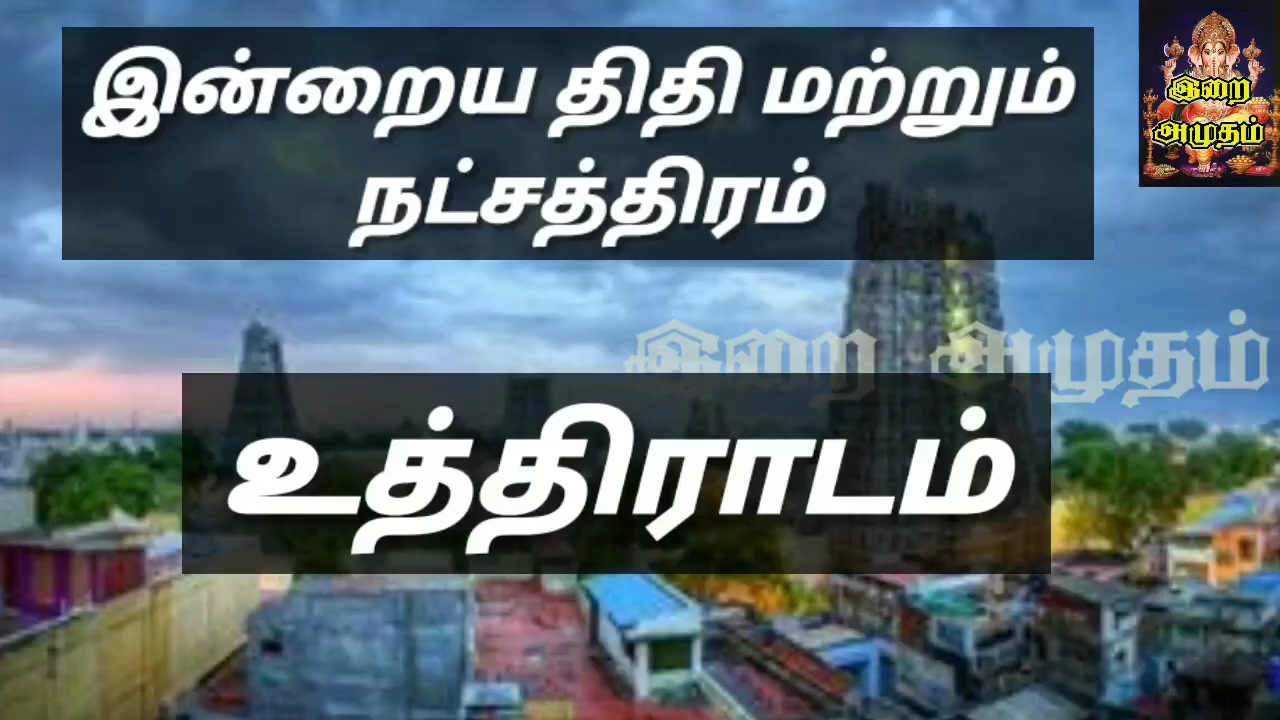 இன்றைய திதி மற்றும்
நட்சத்திரம்
இறை
அமுதம்
இறை அமுதம்
உத்திராடம்